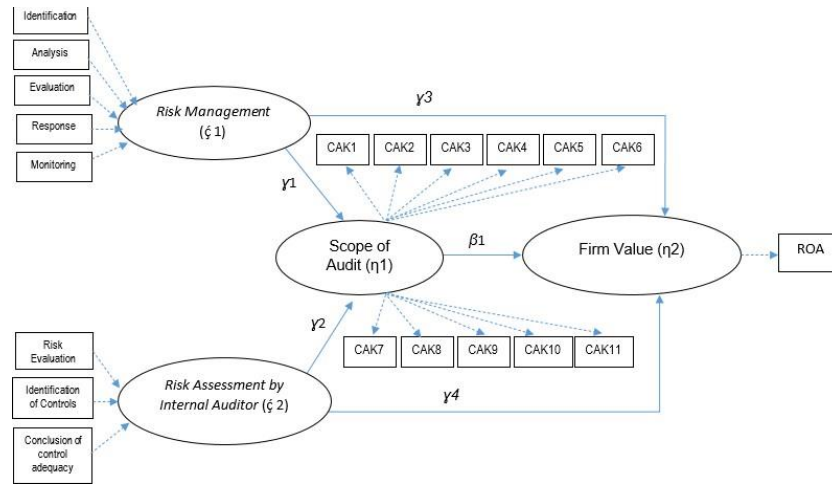 Identification
Analysis
Evaluation
Response
Monitoring
Risk Management
(ξ́ 1)
γ3
CAK1
CAK2
CAK3
CAK4
CAK5
CAK6
γ1
Scope of
Audit (η1)
β1
Firm Value (η2)
ROA
γ2
CAK7
CAK8
CAK9
CAK10
CAK11
Risk
Evaluation
Identification
of Controls
Conclusion of
control
adequacy
Risk Assessment by
Internal Auditor (ξ́ 2)
γ4